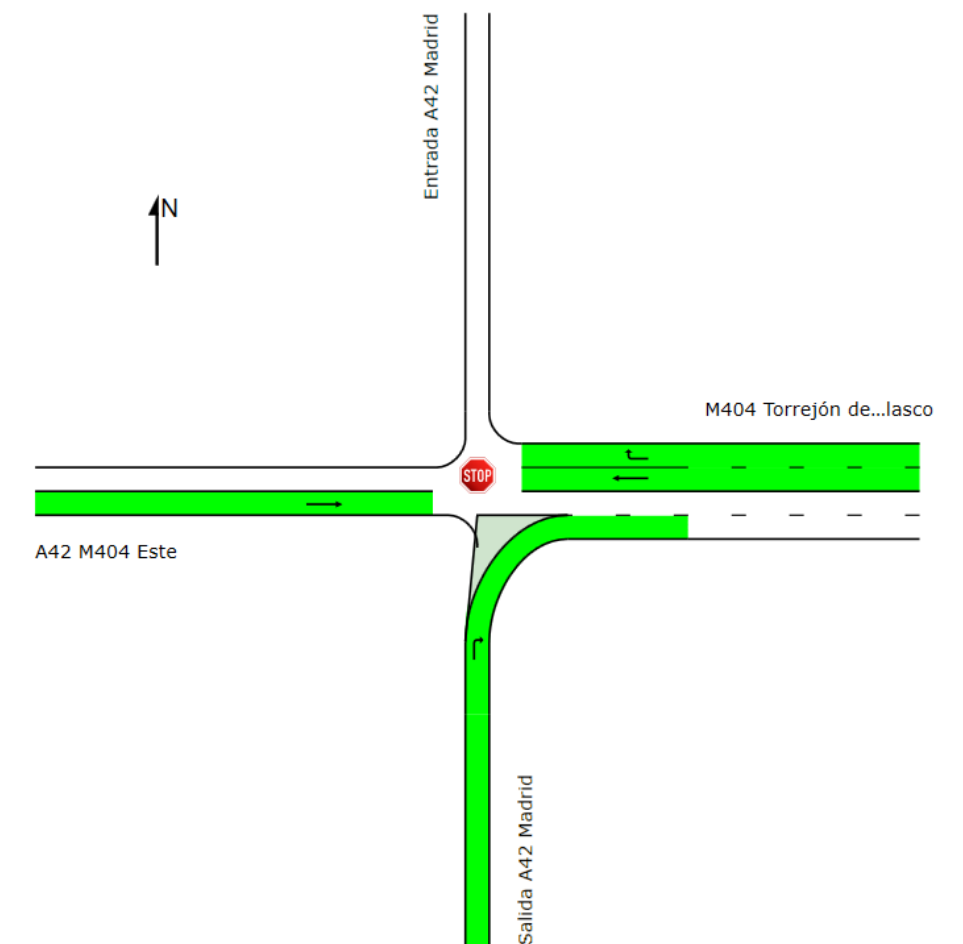 Entrada A42 Madrid
N
M404 Torrejón de...lasco
STOP
A42 M404 Este
Salida A42 Madrid